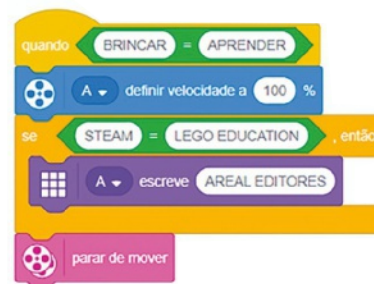 quando BRINCAR = APRENDER
A definir velocidade a 100 %
se STEAM = LEGO EDUCATION , então
A escreve AREAL EDITORES
parar de mover